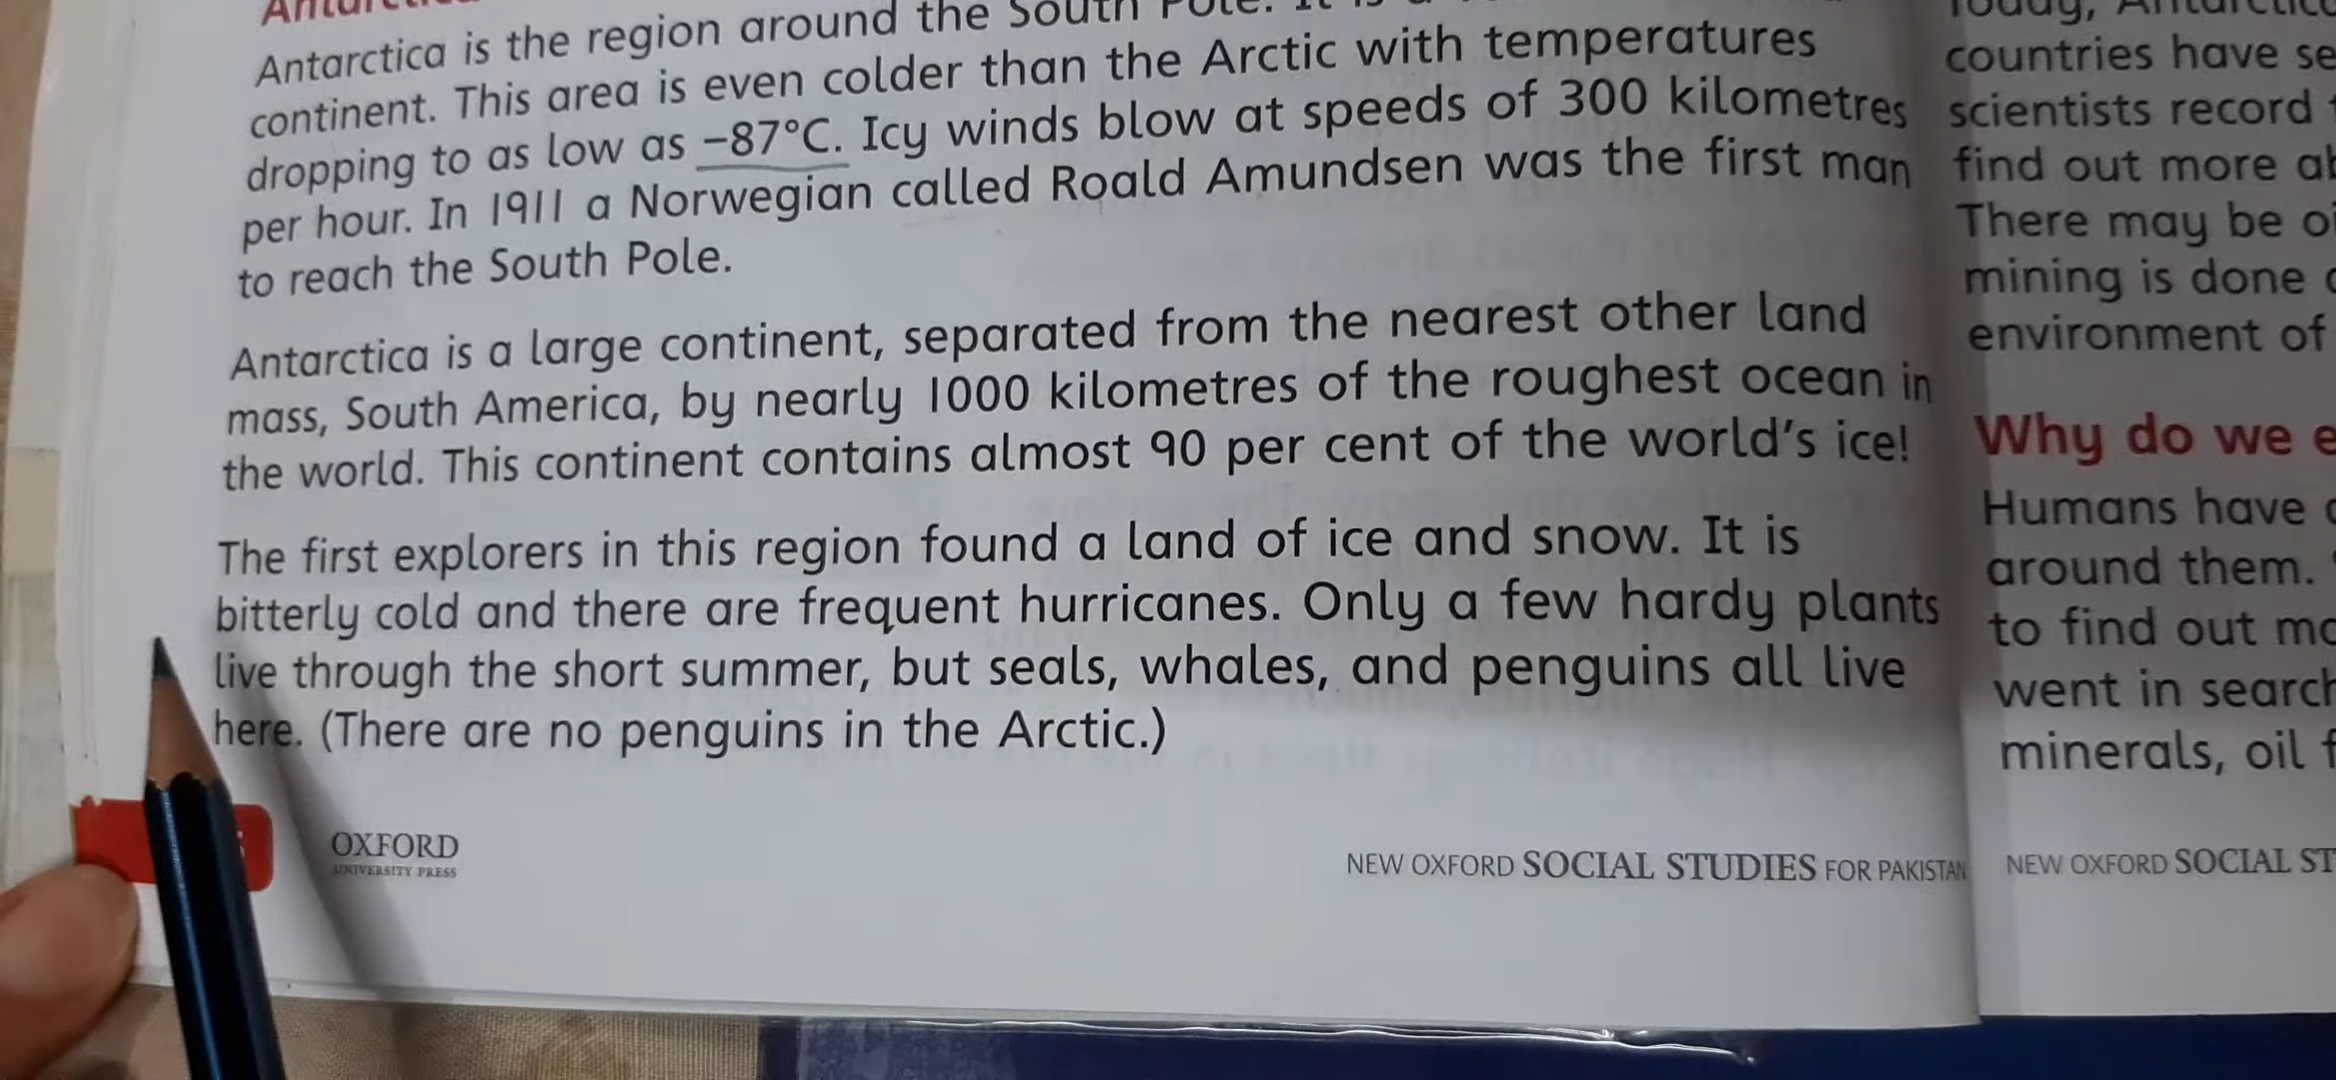 Antarctica
Antarctica is the region around the South Pole. It is a
continent. This area is even colder than the Arctic with temperatures
dropping to as low as –87°C. Icy winds blow at speeds of 300 kilometres
per hour. In 1911 a Norwegian called Roald Amundsen was the first man
to reach the South Pole.
Antarctica is a large continent, separated from the nearest other land
mass, South America, by nearly 1000 kilometres of the roughest ocean in
the world. This continent contains almost 90 per cent of the world's ice!
The first explorers in this region found a land of ice and snow. It is
bitterly cold and there are frequent hurricanes. Only a few hardy plants
live through the short summer, but seals, whales, and penguins all live
here. (There are no penguins in the Arctic.)
OXFORD
UNIVERSITY PRESS
NEW OXFORD SOCIAL STUDIES FOR PAKISTAN
Today, Antarctica
countries have se
scientists record
find out more
There may be
mining is done
environment of
Why do we e
Humans have
around them.
to find out mo
went in search
minerals, oil f
NEW OXFORD SOCIAL ST